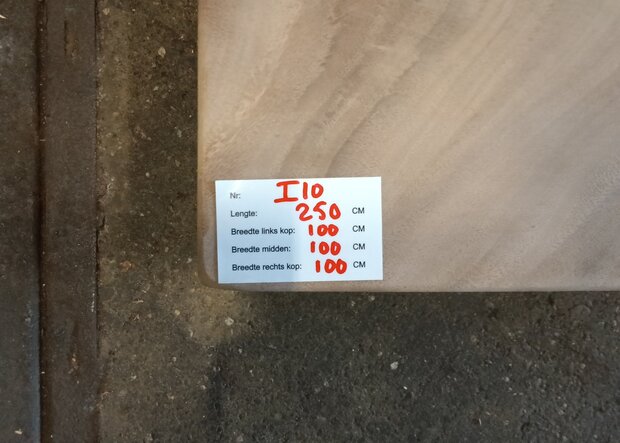 Nr: I10
Lengte: 250 CM
Breedte links kop: 100 CM
Breedte midden: 100 CM
Breedte rechts kop: 100 CM